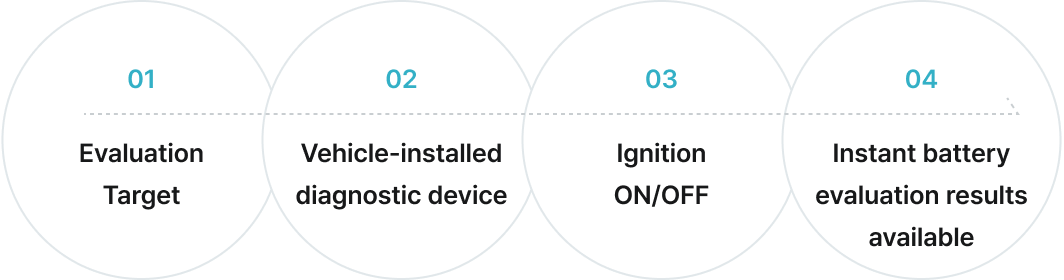 01
Evaluation
Target
02
Vehicle-installed
diagnostic device
03
Ignition
ON/OFF
04
Instant battery
evaluation results
available